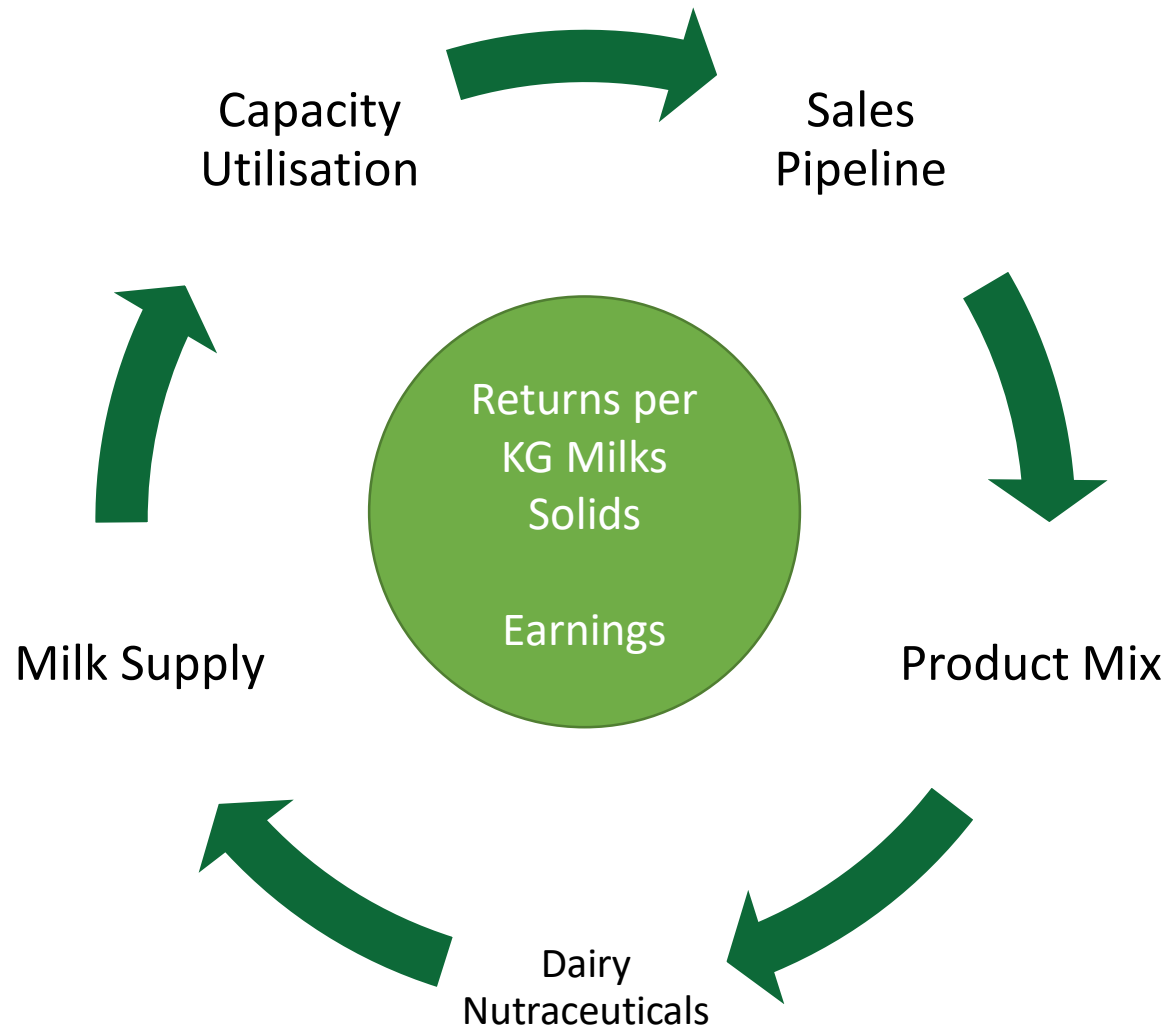 Capacity
Utilisation
Sales
Pipeline
Returns per
KG Milks
Solids
Earnings
Milk Supply
Product Mix
Dairy
Nutraceuticals